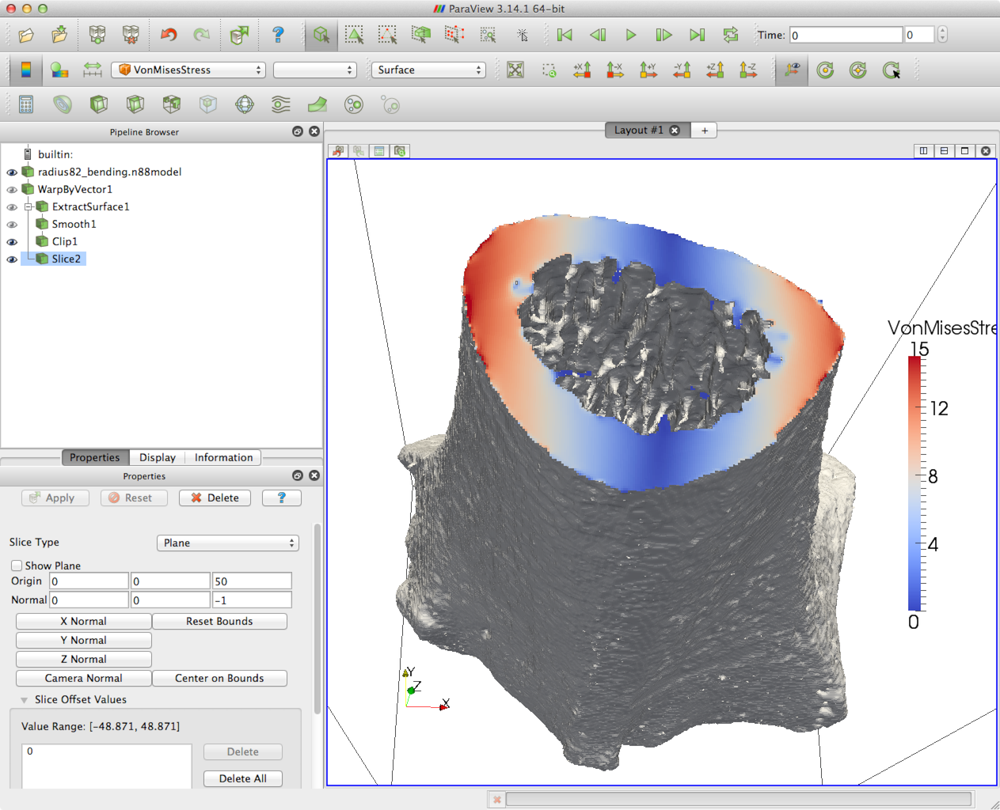 ParaView 3.14.1 64-bit
Time: 0 0
VonMisesStress Surface
Pipeline Browser
Layout #1 +
builtin:
radius82_bending.n88model
WarpByVector1
ExtractSurface1
Smooth1
Clip1
Slice2
Properties Display Information
Properties
Apply Reset Delete ?
Slice Type Plane
Show Plane
Origin 0 0 50
Normal 0 0 -1
X Normal Reset Bounds
Y Normal
Z Normal
Camera Normal Center on Bounds
Slice Offset Values
Value Range: [-48.871, 48.871]
0 Delete
Delete All
VonMisesStre
15
12
8
4
0
Y
Z
X
+X -X +Y -Y +Z -Z
?